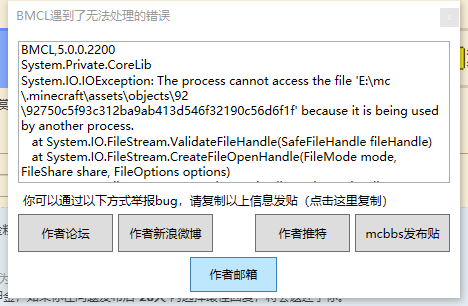 BMCL遇到了无法处理的错误
BMCL,5.0.0.2200
System.Private.CoreLib
System.IO.IOException: The process cannot access the file 'E:\mc
\.minecraft\assets\objects\92
\92750c5f93c312ba9ab413d546f32190c56d6f1f' because it is being used
by another process.
at System.IO.FileStream.ValidateFileHandle(SafeFileHandle fileHandle)
at System.IO.FileStream.CreateFileOpenHandle(FileMode mode,
FileShare share, FileOptions options)
你可以通过以下方式举报bug，请复制以上信息发贴（点击这里复制）
作者论坛
作者新浪微博
作者推特
mcbbs发布贴
作者邮箱